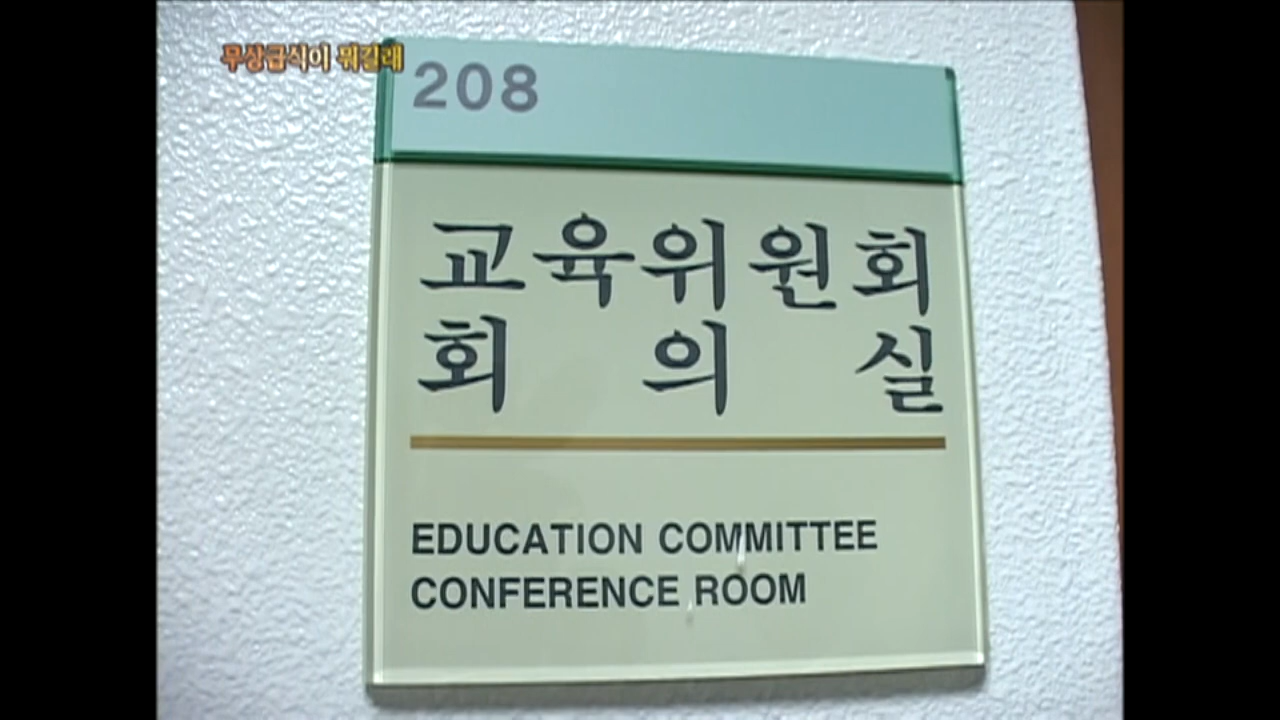 무상급식이 뭐길래
208
교육위원회
회 의 실
EDUCATION COMMITTEE
CONFERENCE ROOM